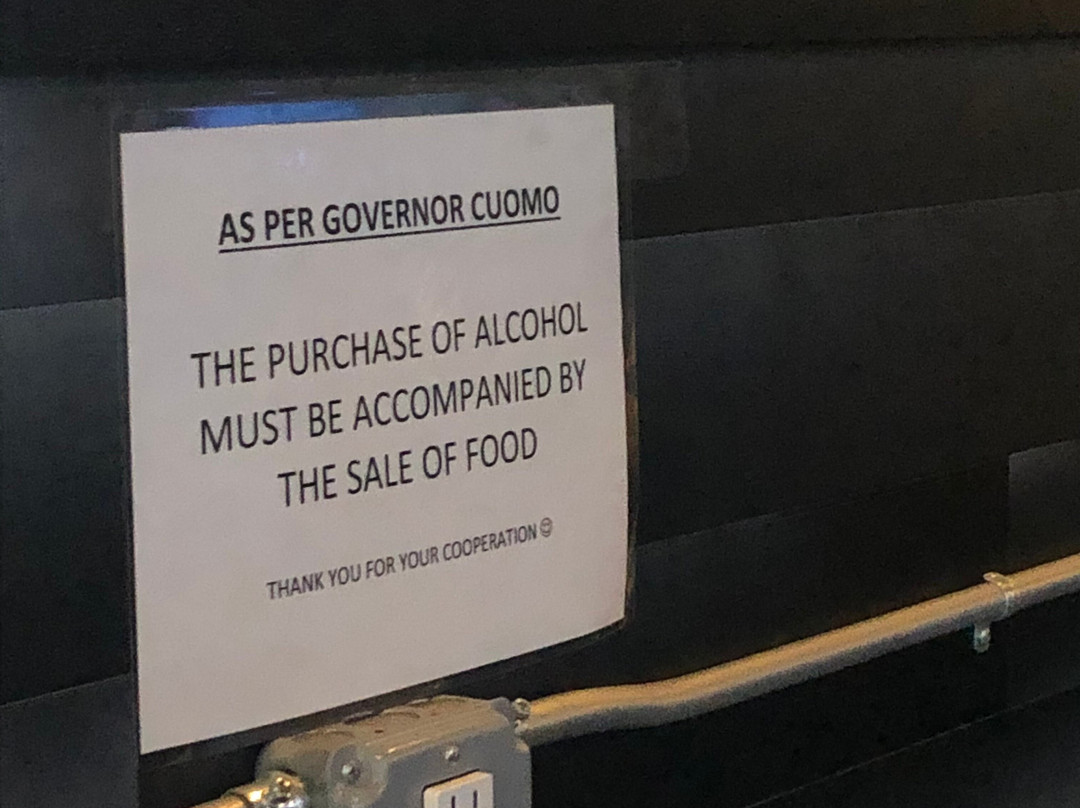 AS PER GOVERNOR CUOMO
THE PURCHASE OF ALCOHOL
MUST BE ACCOMPANIED BY
THE SALE OF FOOD
THANK YOU FOR YOUR COOPERATION ☺